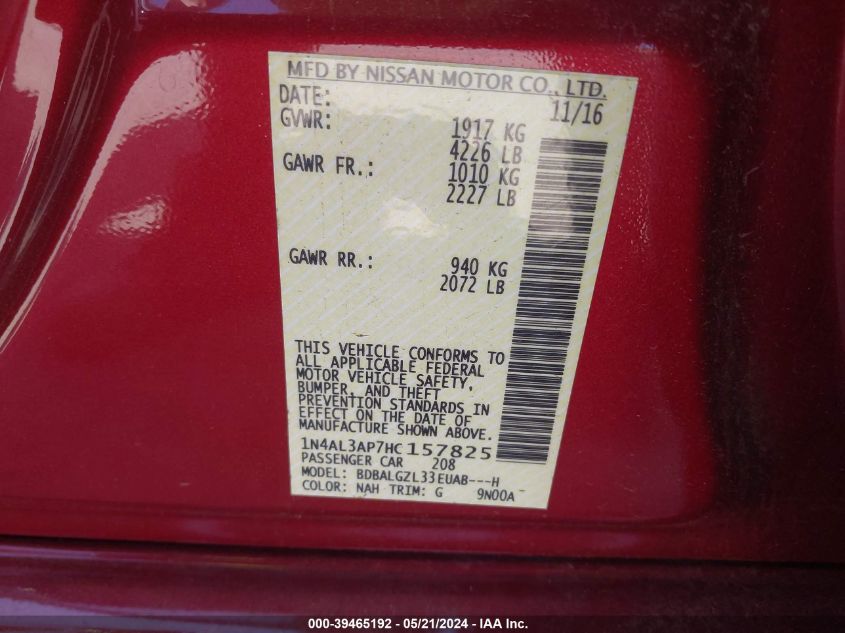 MFD BY NISSAN MOTOR CO., LTD.
DATE: 11/16
GVWR: 1917 KG
4226 LB
GAWR FR.: 1010 KG
2227 LB
GAWR RR.: 940 KG
2072 LB
THIS VEHICLE CONFORMS TO
ALL APPLICABLE FEDERAL
MOTOR VEHICLE SAFETY,
BUMPER, AND THEFT
PREVENTION STANDARDS IN
EFFECT ON THE DATE OF
MANUFACTURE SHOWN ABOVE.
1N4AL3AP7HC157825
PASSENGER CAR 208
MODEL: BDBALGZL33EUAB---H
COLOR: NAH TRIM: G 9N00A
000-39465192 - 05/21/2024 - IAA Inc.